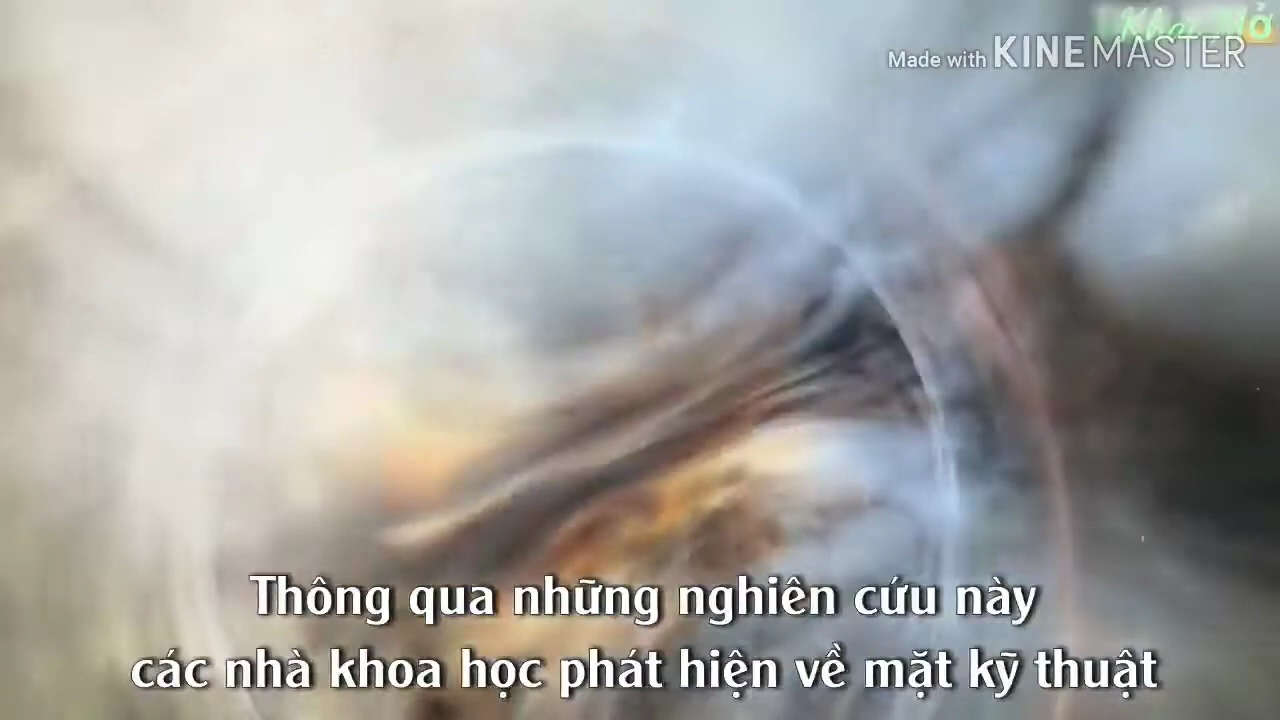 Made with KINEMASTER
Thông qua những nghiên cứu này
các nhà khoa học phát hiện về mặt kỹ thuật